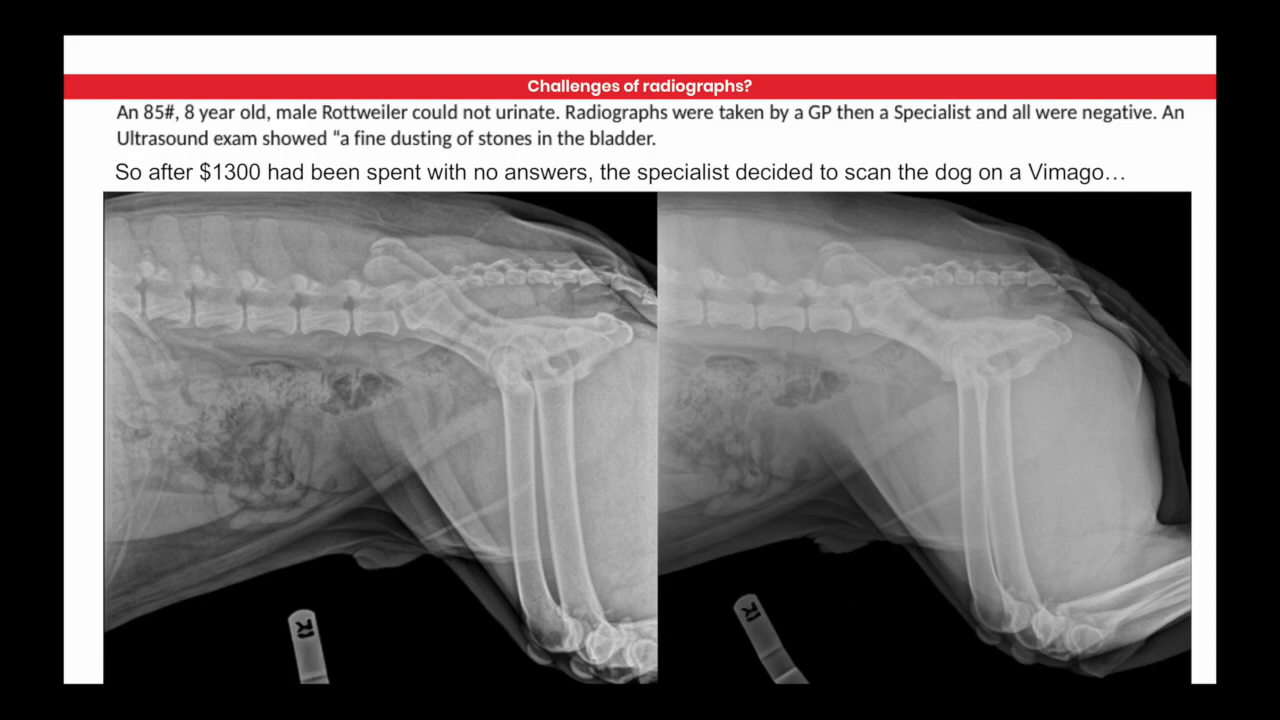 Challenges of radiographs?
An 85#, 8 year old, male Rottweiler could not urinate. Radiographs were taken by a GP then a Specialist and all were negative. An
Ultrasound exam showed “a fine dusting of stones in the bladder.
So after $1300 had been spent with no answers, the specialist decided to scan the dog on a Vimago…